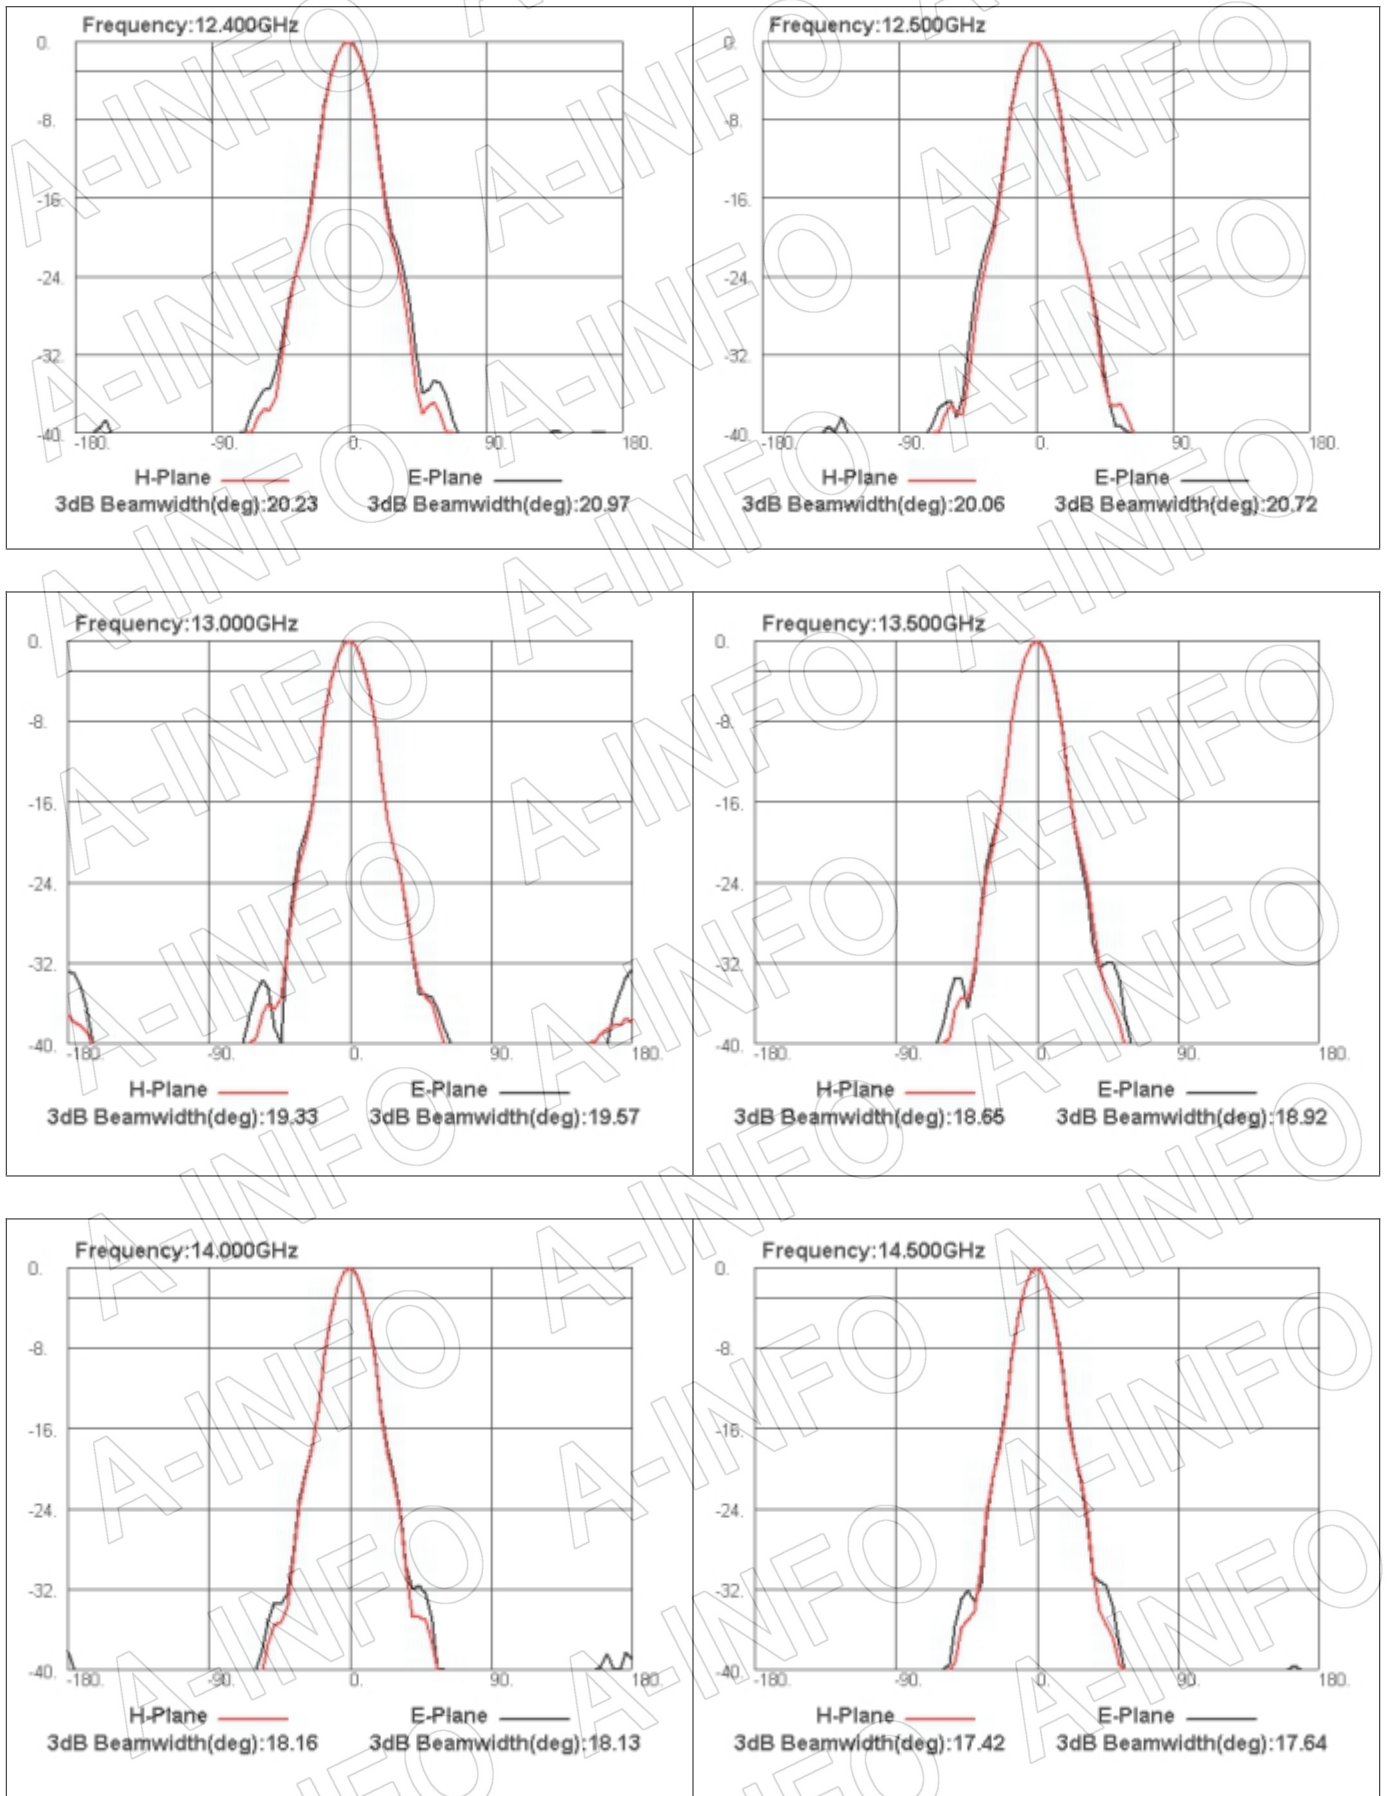 Frequency:12.400GHz
0.
-8.
-16.
-24.
-32.
-40.
-180. -90. 0. 90. 180.
H-Plane E-Plane
3dB Beamwidth(deg):20.23 3dB Beamwidth(deg):20.97
Frequency:12.500GHz
0.
-8.
-16.
-24.
-32.
-40.
-180. -90. 0. 90. 180.
H-Plane E-Plane
3dB Beamwidth(deg):20.06 3dB Beamwidth(deg):20.72
Frequency:13.000GHz
0.
-8.
-16.
-24.
-32.
-40.
-180. -90. 0. 90. 180.
H-Plane E-Plane
3dB Beamwidth(deg):19.33 3dB Beamwidth(deg):19.57
Frequency:13.500GHz
0.
-8.
-16.
-24.
-32.
-40.
-180. -90. 0. 90. 180.
H-Plane E-Plane
3dB Beamwidth(deg):18.65 3dB Beamwidth(deg):18.92
Frequency:14.000GHz
0.
-8.
-16.
-24.
-32.
-40.
-180. -90. 0. 90. 180.
H-Plane E-Plane
3dB Beamwidth(deg):18.16 3dB Beamwidth(deg):18.13
Frequency:14.500GHz
0.
-8.
-16.
-24.
-32.
-40.
-180. -90. 0. 90. 180.
H-Plane E-Plane
3dB Beamwidth(deg):17.42 3dB Beamwidth(deg):17.64
A-INFO